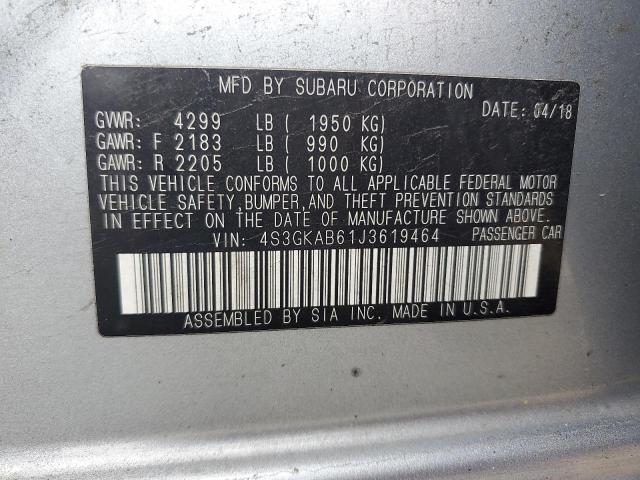 MFD BY SUBARU CORPORATION
DATE: 04/18
GVWR: 4299 LB ( 1950 KG)
GAWR: F 2183 LB ( 990 KG)
GAWR: R 2205 LB ( 1000 KG)
THIS VEHICLE CONFORMS TO ALL APPLICABLE FEDERAL MOTOR
VEHICLE SAFETY, BUMPER, AND THEFT PREVENTION STANDARDS
IN EFFECT ON THE DATE OF MANUFACTURE SHOWN ABOVE.
VIN: 4S3GKAB61J3619464 PASSENGER CAR
ASSEMBLED BY SIA INC. MADE IN U.S.A.